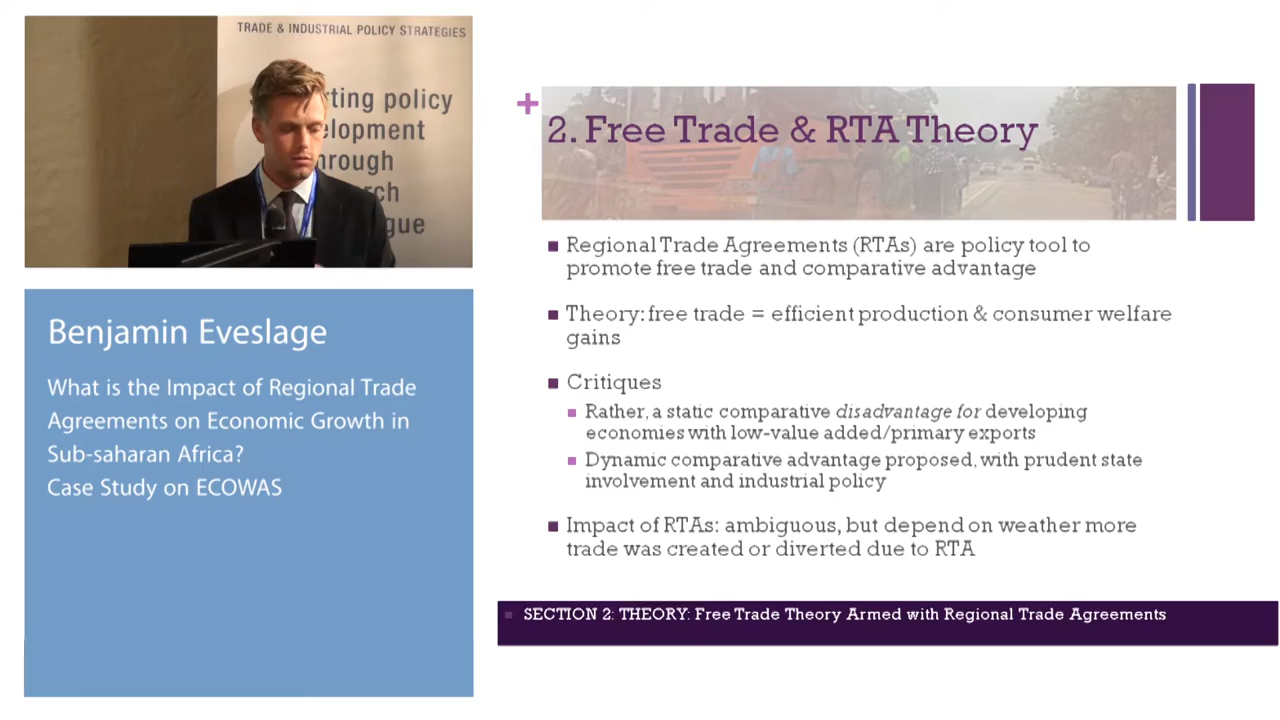 TRADE & INDUSTRIAL POLICY STRATEGIES
rting policy
elopment
hrough
rch
gue
Benjamin Eveslage
What is the Impact of Regional Trade
Agreements on Economic Growth in
Sub-saharan Africa?
Case Study on ECOWAS
+
2. Free Trade & RTA Theory
Regional Trade Agreements (RTAs) are policy tool to
promote free trade and comparative advantage
Theory: free trade = efficient production & consumer welfare
gains
Critiques
Rather, a static comparative disadvantage for developing
economies with low-value added/primary exports
Dynamic comparative advantage proposed, with prudent state
involvement and industrial policy
Impact of RTAs: ambiguous, but depend on weather more
trade was created or diverted due to RTA
SECTION 2: THEORY: Free Trade Theory Armed with Regional Trade Agreements